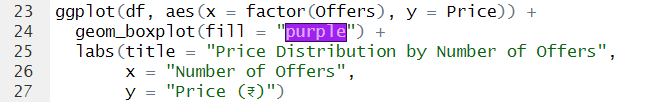 23 ggplot(df, aes(x = factor(Offers), y = Price)) +
24   geom_boxplot(fill = "purple") +
25   labs(title = "Price Distribution by Number of Offers",
26        x = "Number of Offers",
27        y = "Price (₹)")